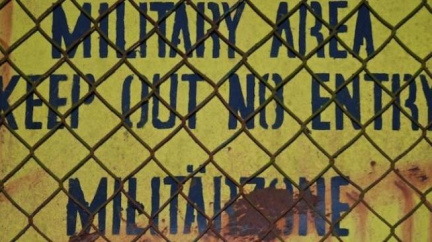 MILITARY AREA
KEEP OUT NO ENTRY
MILITÄRZONE